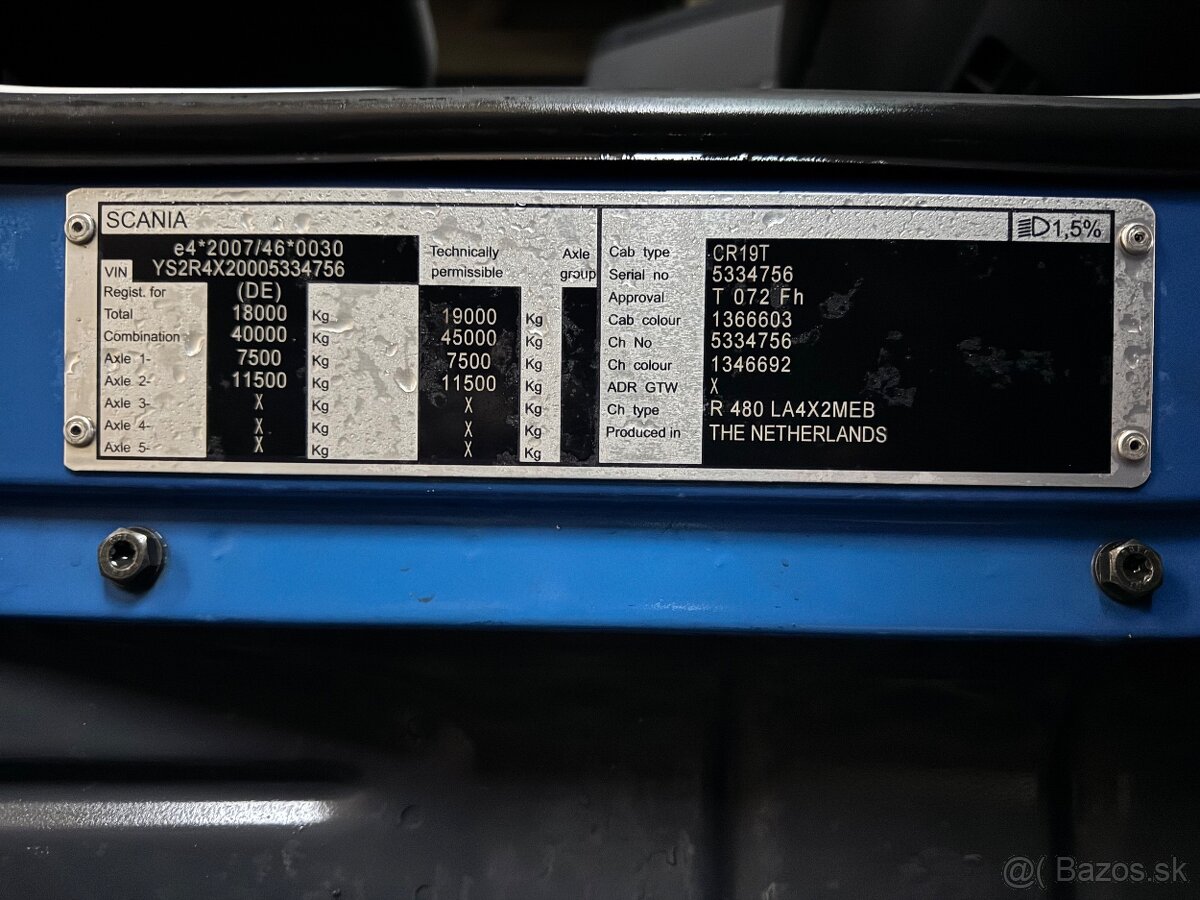 SCANIA
1,5%
e4*2007/46*0030
VIN YS2R4X20005334756
Technically permissible
Axle group
Regist. for (DE)
Total 18000 Kg 19000 Kg
Combination 40000 Kg 45000 Kg
Axle 1- 7500 Kg 7500 Kg
Axle 2- 11500 Kg 11500 Kg
Axle 3- X Kg X Kg
Axle 4- X Kg X Kg
Axle 5- X Kg X Kg
Cab type CR19T
Serial no 5334756
Approval T 072 Fh
Cab colour 1366603
Ch No 5334756
Ch colour 1346692
ADR GTW X
Ch type R 480 LA4X2MEB
Produced in THE NETHERLANDS
@( Bazos.sk